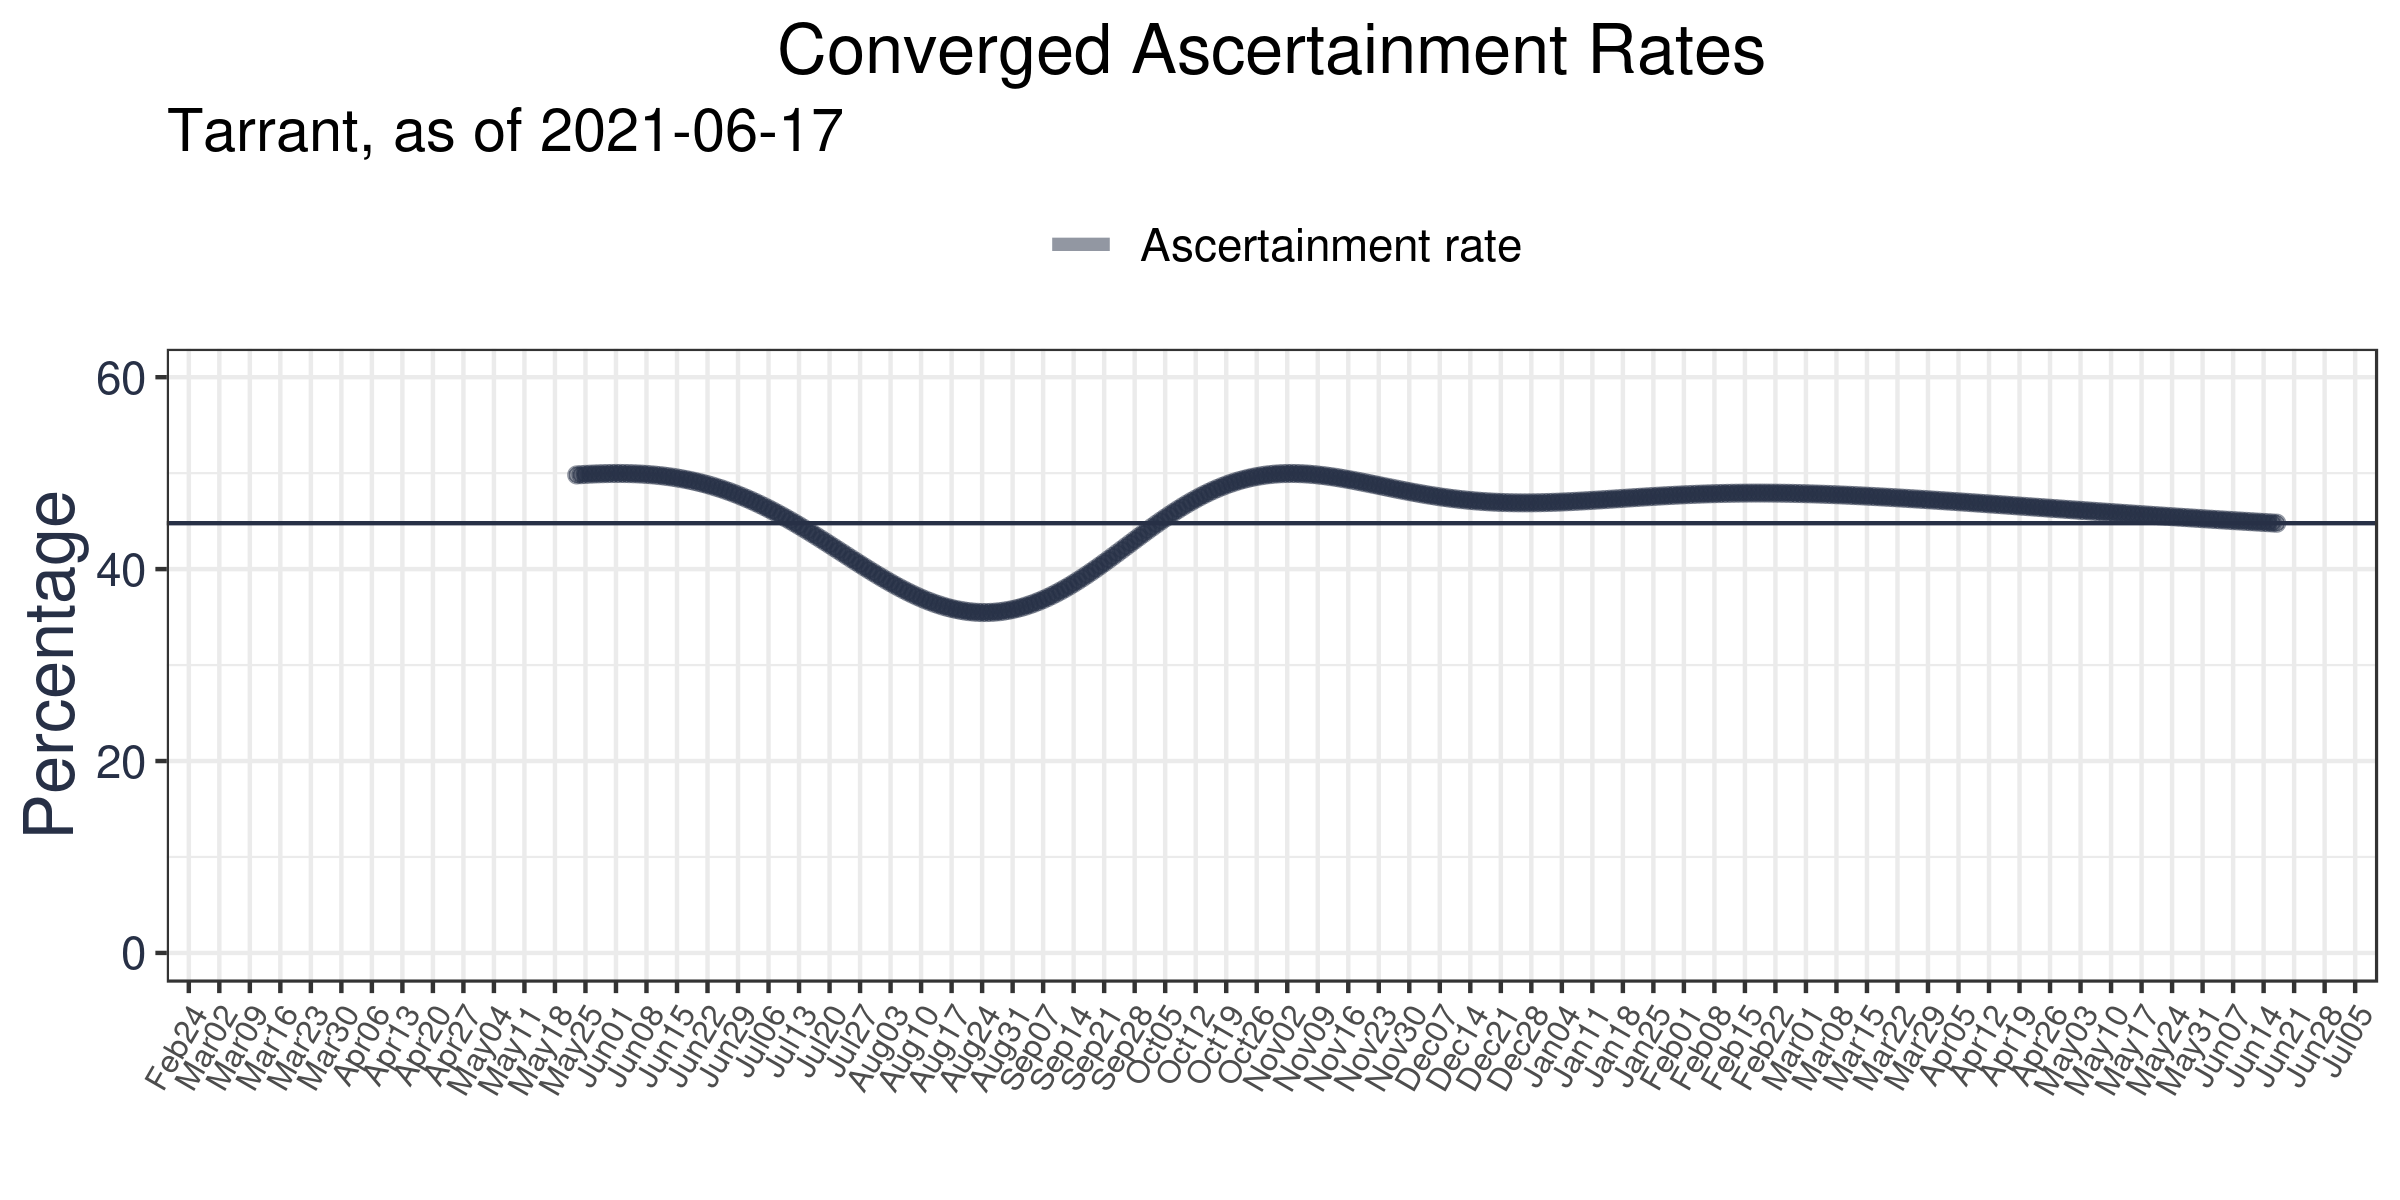 Converged Ascertainment Rates
Tarrant, as of 2021-06-17
Ascertainment rate
Percentage
60
40
20
0
Feb24 Mar02 Mar09 Mar16 Mar23 Mar30 Apr06 Apr13 Apr20 Apr27 May04 May11 May18 May25 Jun01 Jun08 Jun15 Jun22 Jun29 Jul06 Jul13 Jul20 Jul27 Aug03 Aug10 Aug17 Aug24 Aug31 Sep07 Sep14 Sep21 Sep28 Oct05 Oct12 Oct19 Oct26 Nov02 Nov09 Nov16 Nov23 Nov30 Dec07 Dec14 Dec21 Dec28 Jan04 Jan11 Jan18 Jan25 Feb01 Feb08 Feb15 Feb22 Mar01 Mar08 Mar15 Mar22 Mar29 Apr05 Apr12 Apr19 Apr26 May03 May10 May17 May24 May31 Jun07 Jun14 Jun21 Jun28 Jul05